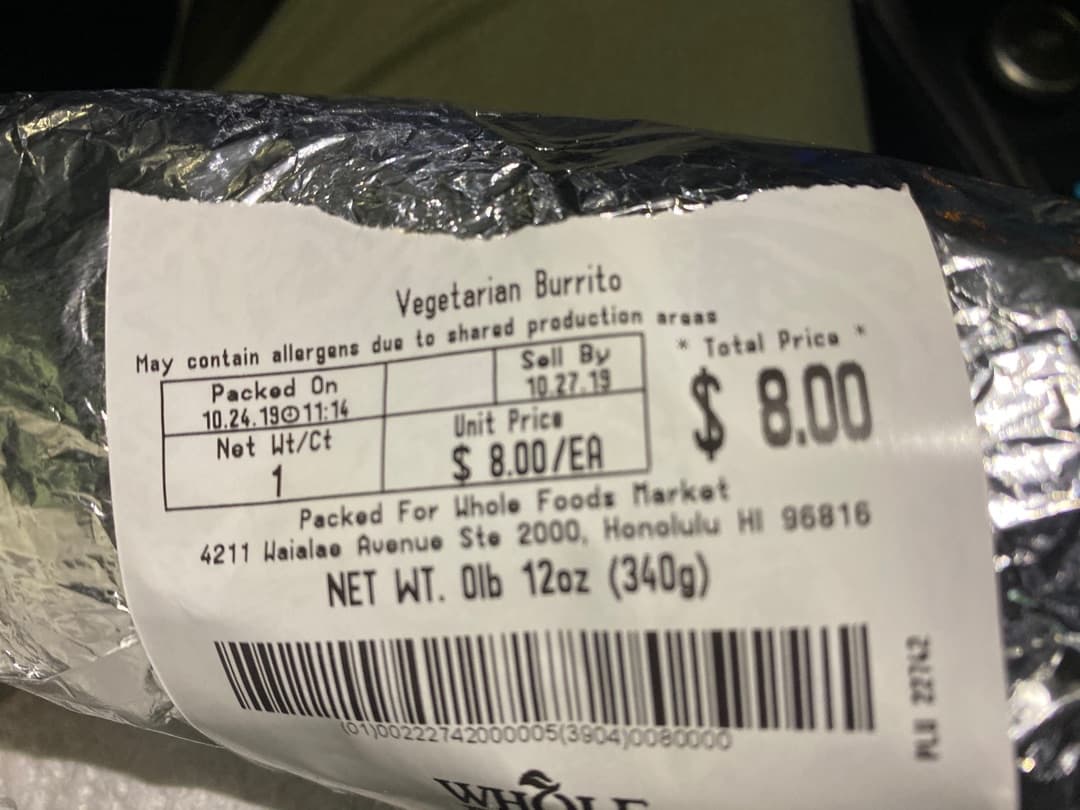 Vegetarian Burrito
May contain allergens due to shared production areas
Packed On
10.24.19 11:14
Sell By
10.27.19
* Total Price *
$ 8.00
Net Wt/Ct
1
Unit Price
$ 8.00/EA
Packed For Whole Foods Market
4211 Waialae Avenue Ste 2000, Honolulu HI 96816
NET WT. 0lb 12oz (340g)
(01)00222742000005(3904)0080000
PLU 22742
WHOLE